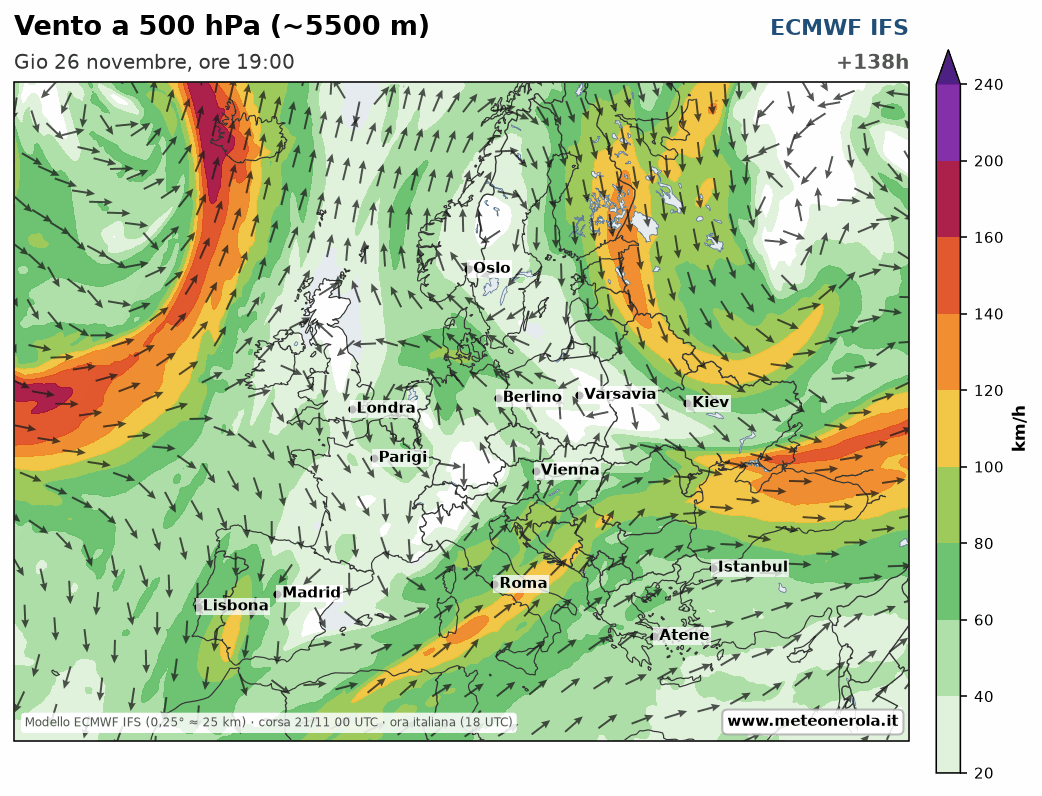 Vento a 500 hPa (~5500 m)
ECMWF IFS
Gio 26 novembre, ore 19:00
+138h
240
200
160
140
120
100
80
60
40
20
km/h
Oslo
Berlino
Varsavia
Kiev
Londra
Parigi
Vienna
Istanbul
Roma
Madrid
Lisbona
Atene
Modello ECMWF IFS (0,25° ≈ 25 km) · corsa 21/11 00 UTC · ora italiana (18 UTC)
www.meteonerola.it